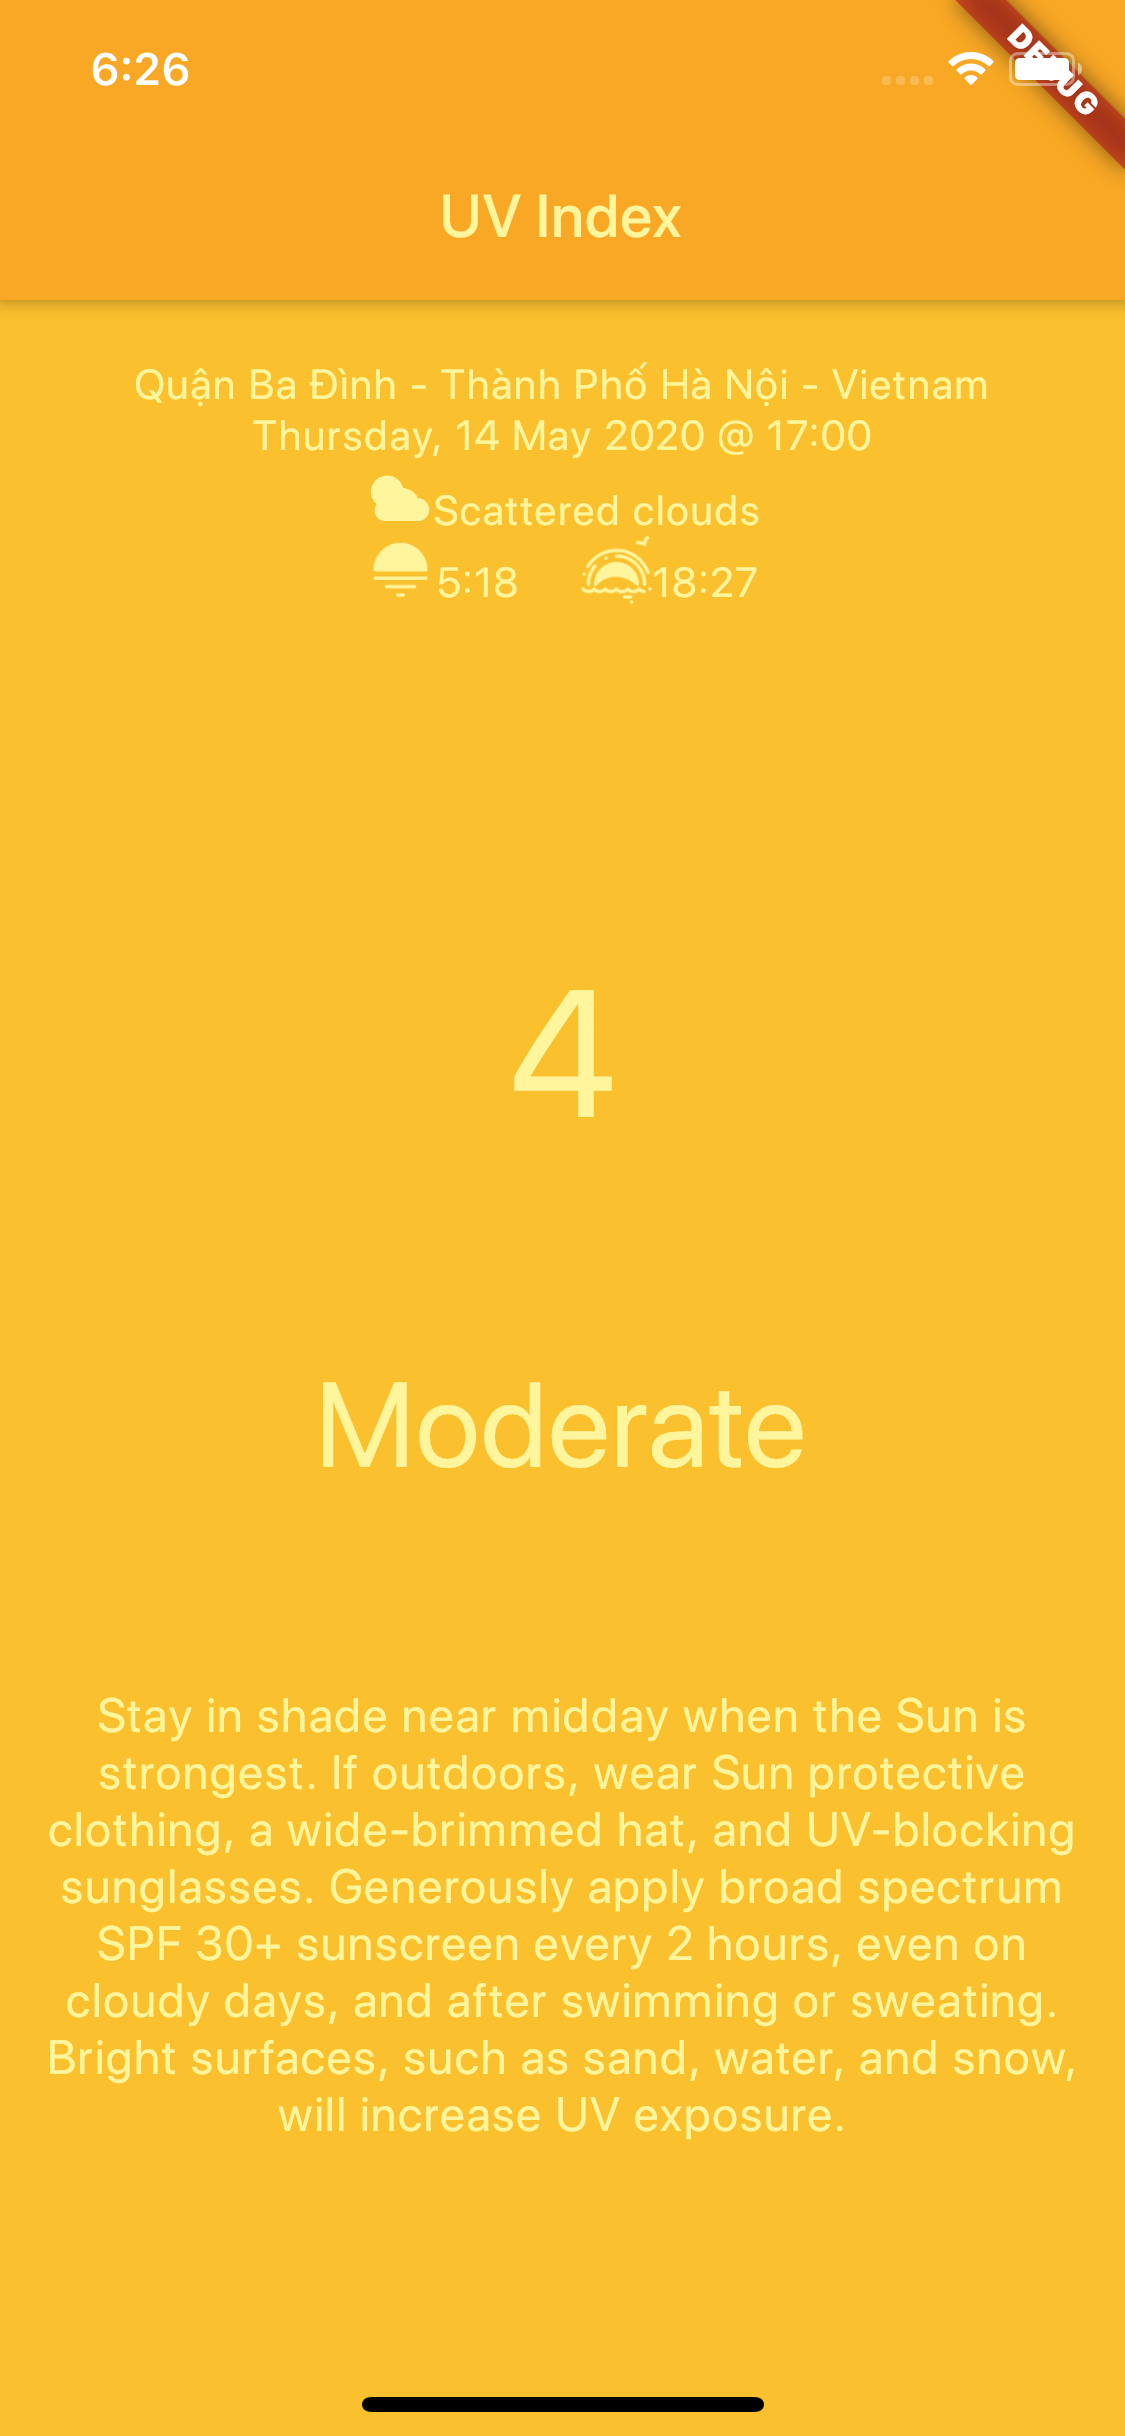 6:26
DEBUG
UV Index
Quận Ba Đình - Thành Phố Hà Nội - Vietnam
Thursday, 14 May 2020 @ 17:00
Scattered clouds
5:18 18:27
4
Moderate
Stay in shade near midday when the Sun is
strongest. If outdoors, wear Sun protective
clothing, a wide-brimmed hat, and UV-blocking
sunglasses. Generously apply broad spectrum
SPF 30+ sunscreen every 2 hours, even on
cloudy days, and after swimming or sweating.
Bright surfaces, such as sand, water, and snow,
will increase UV exposure.